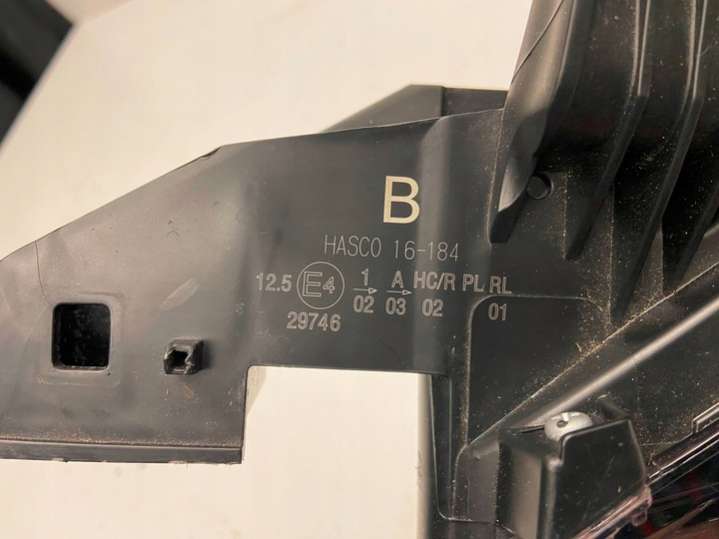 B
HASCO 16-184
12.5 E4 1 A HC/R PL RL
02 03 02 01
29746